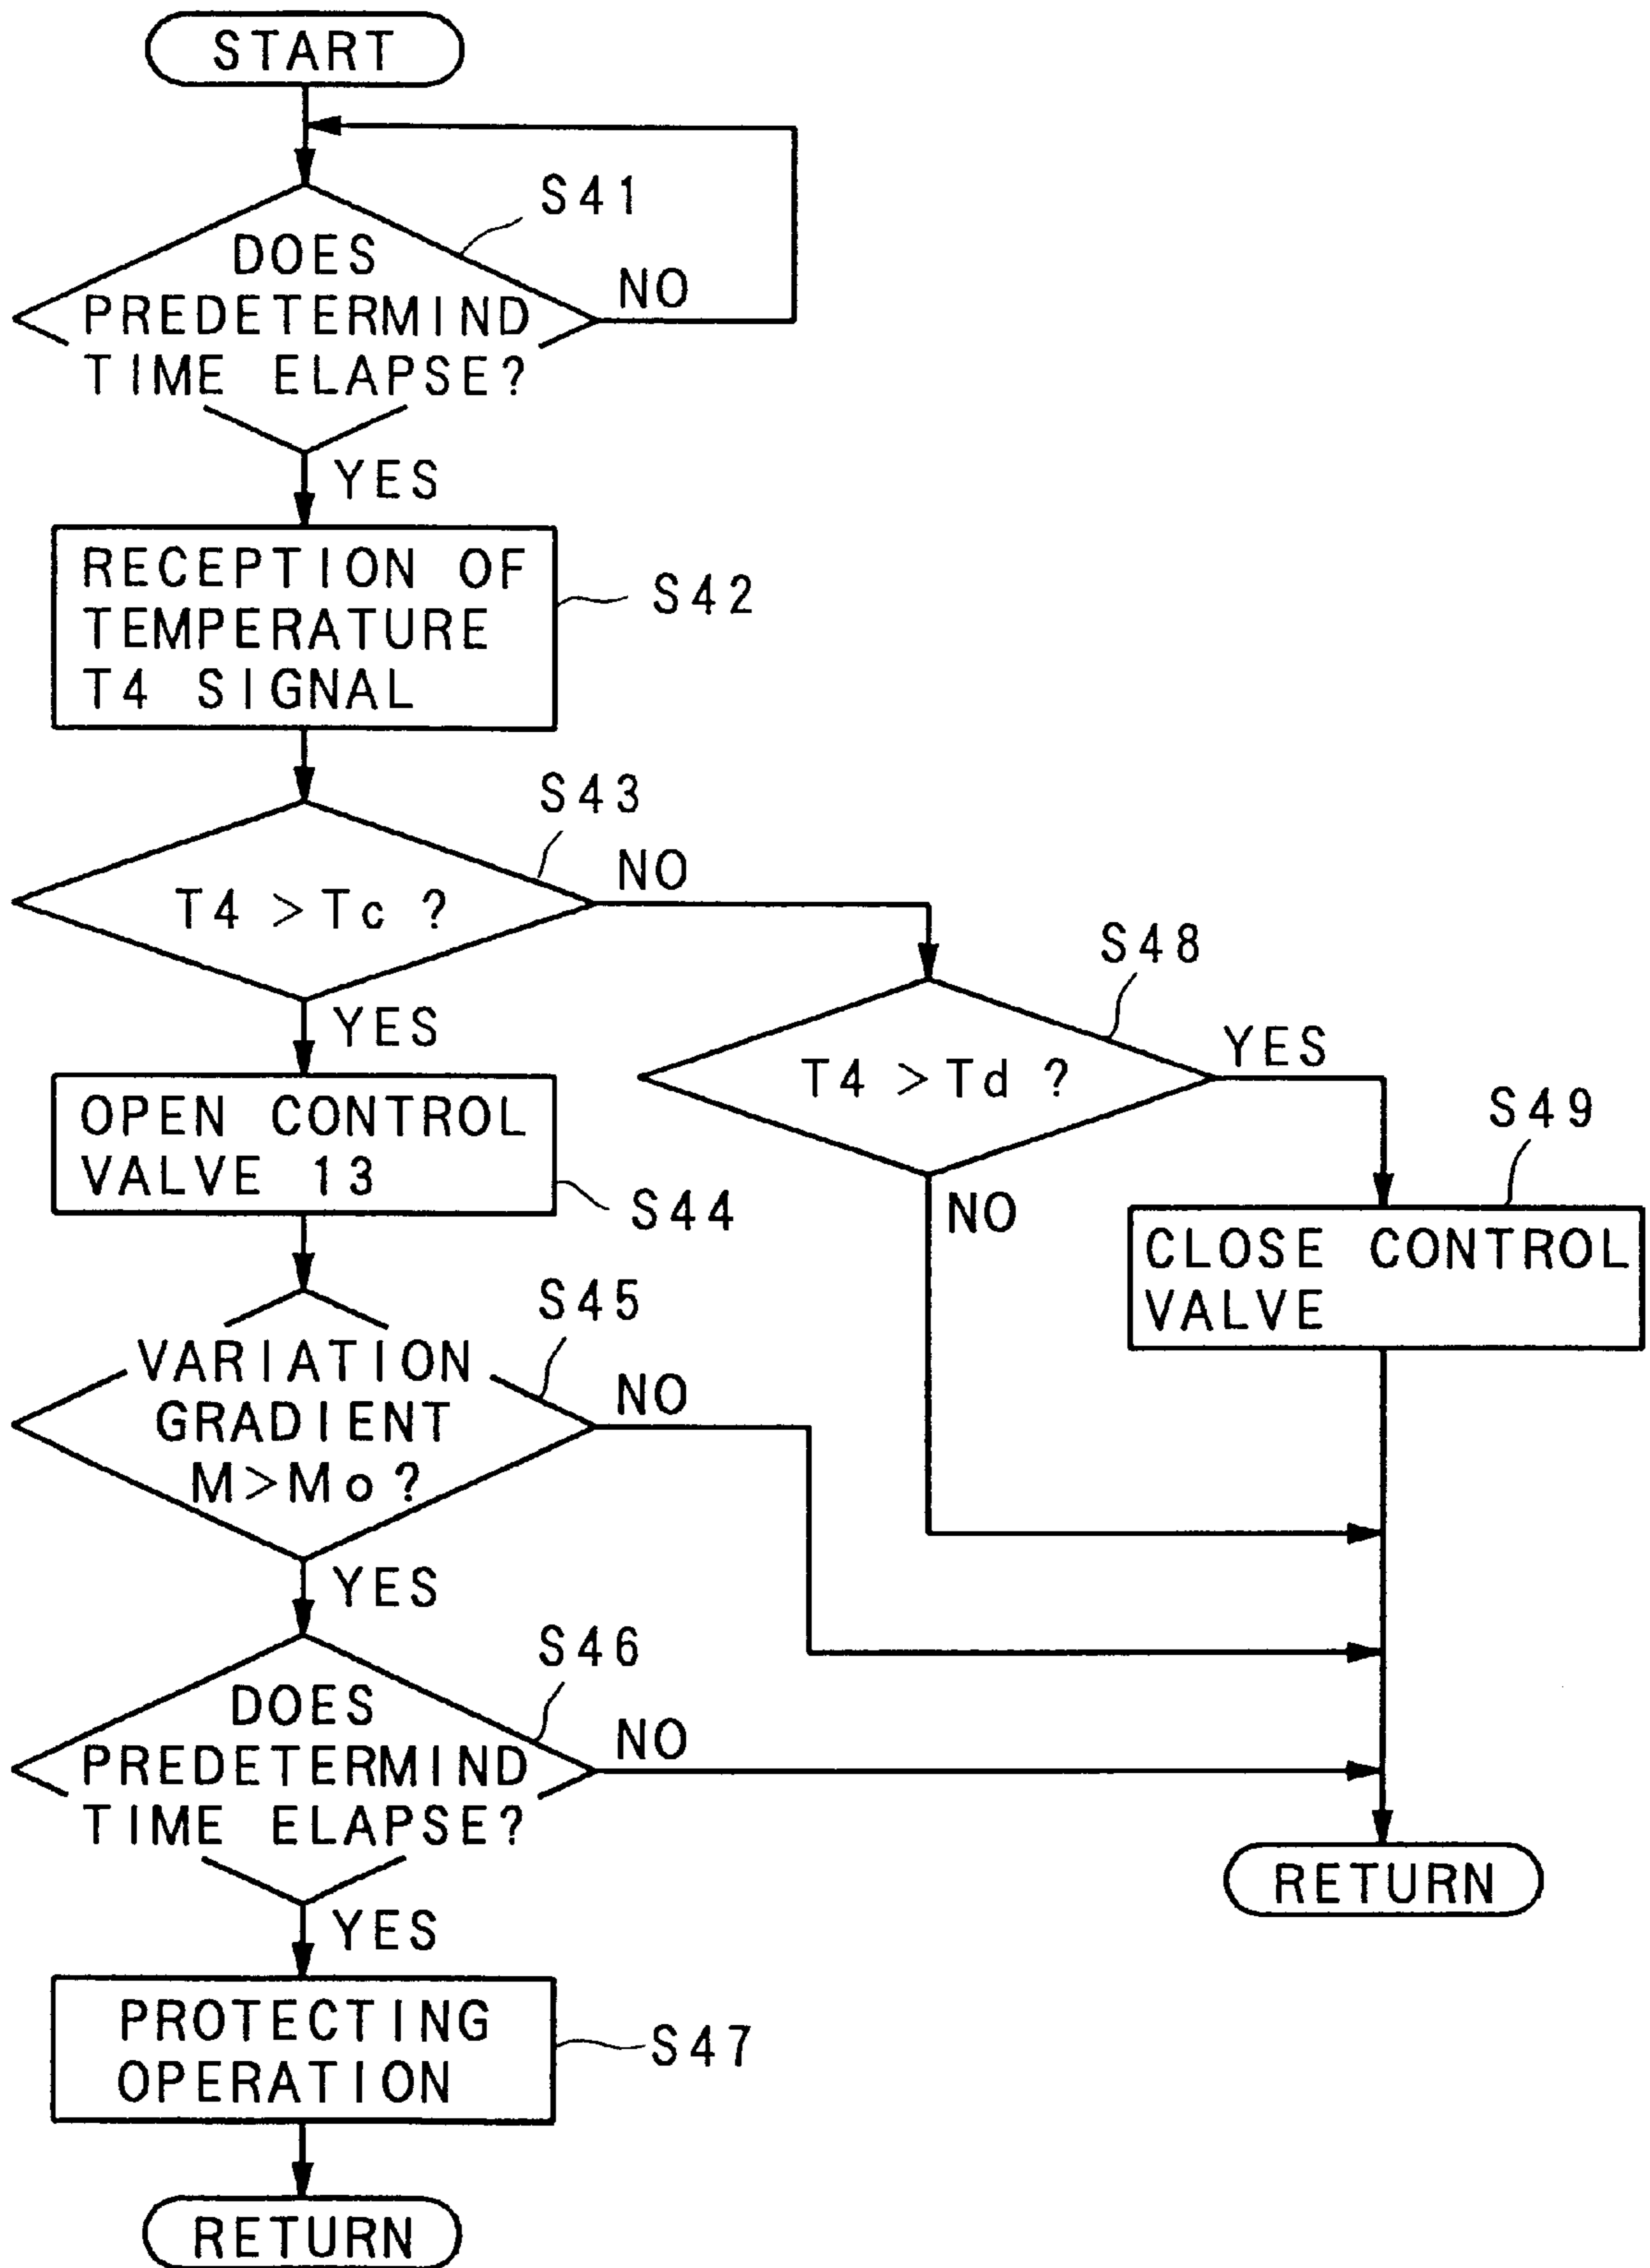 START
S41
DOES
PREDETERMIND
TIME ELAPSE?
NO
YES
RECEPTION OF
TEMPERATURE
T4 SIGNAL
S42
S43
T4 > Tc ?
NO
YES
S48
T4 > Td ?
YES
NO
OPEN CONTROL
VALVE 13
S44
S49
CLOSE CONTROL
VALVE
S45
VARIATION
GRADIENT
M>Mo?
NO
YES
S46
DOES
PREDETERMIND
TIME ELAPSE?
NO
YES
RETURN
PROTECTING
OPERATION
S47
RETURN